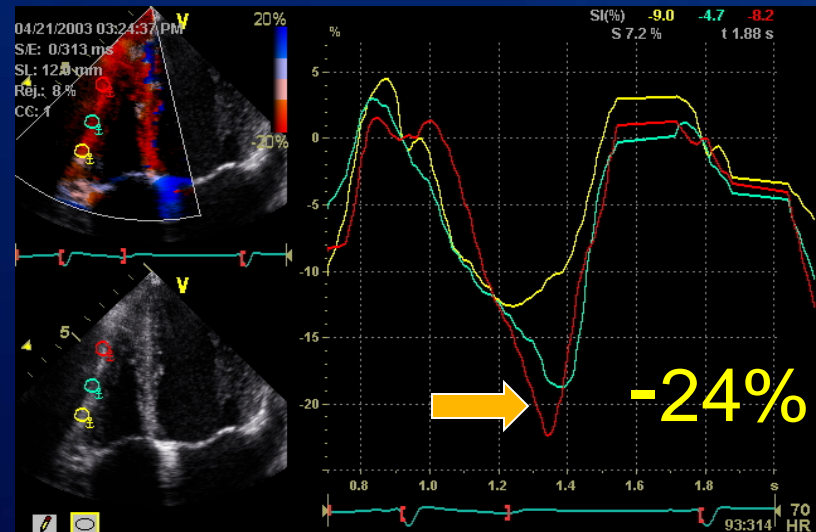 04/21/2003 03:24:37 PM
S/E: 0/313 ms
SL: 12.0 mm
Rej.: 8 %
CC: 1
V
20%
-20%
V
5
SI(%) -9.0 -4.7 -8.2
S 7.2 % t 1.88 s
%
5
0
-5
-10
-15
-20
-24%
0.8 1.0 1.2 1.4 1.6 1.8 s
70
HR
93:314